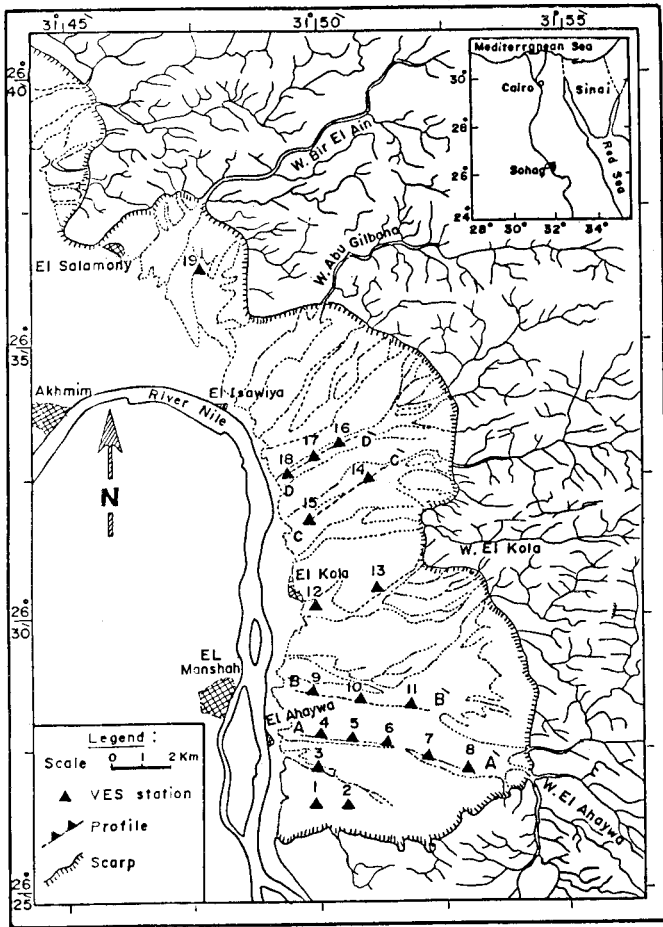 31° 45'
31° 50'
31° 55'
26° 40'
26° 35'
26° 30'
26° 25'
Mediterranean Sea
30°
Cairo
Sinai
28°
Red Sea
26°
Sohag
24°
28° 30° 32° 34°
W. Bir El Ain
W. Abu Gilbana
El Salamony
19
Akhmim
River Nile
El Isawiya
N
16
17
D`
18
D
14
C`
15
C
W. El Kola
El Kola
13
12
EL
Manshah
B
9
10
11
B`
El Ahaywa
A
4
5
6
7
8
A`
3
1
2
W. El Ahaywa
Legend :
Scale 0 1 2 Km
VES station
Profile
Scarp